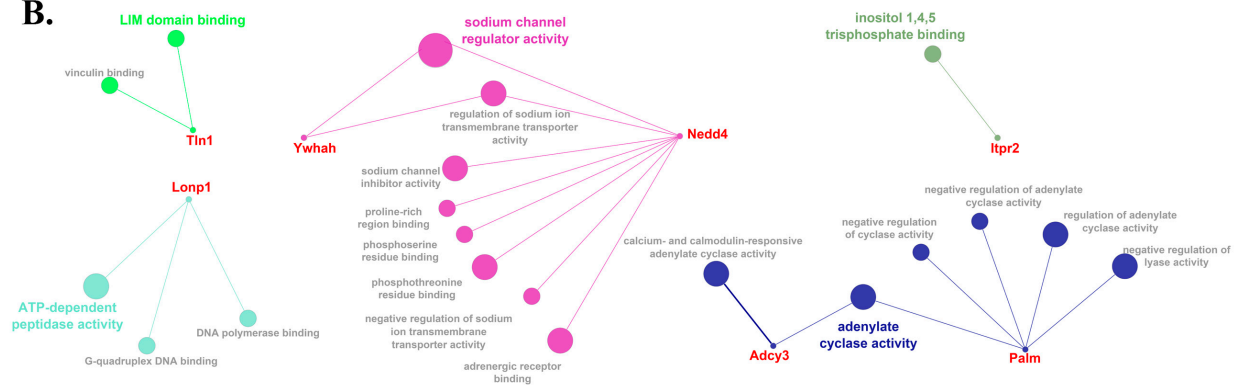 B.
LIM domain binding
vinculin binding
Tln1
Lonp1
ATP-dependent
peptidase activity
G-quadruplex DNA binding
DNA polymerase binding
sodium channel
regulator activity
regulation of sodium ion
transmembrane transporter
activity
Ywhah
Nedd4
sodium channel
inhibitor activity
proline-rich
region binding
phosphoserine
residue binding
phosphothreonine
residue binding
negative regulation of sodium
ion transmembrane
transporter activity
adrenergic receptor
binding
inositol 1,4,5
trisphosphate binding
Itpr2
calcium- and calmodulin-responsive
adenylate cyclase activity
negative regulation
of cyclase activity
negative regulation of adenylate
cyclase activity
regulation of adenylate
cyclase activity
negative regulation of
lyase activity
adenylate
cyclase activity
Adcy3
Palm